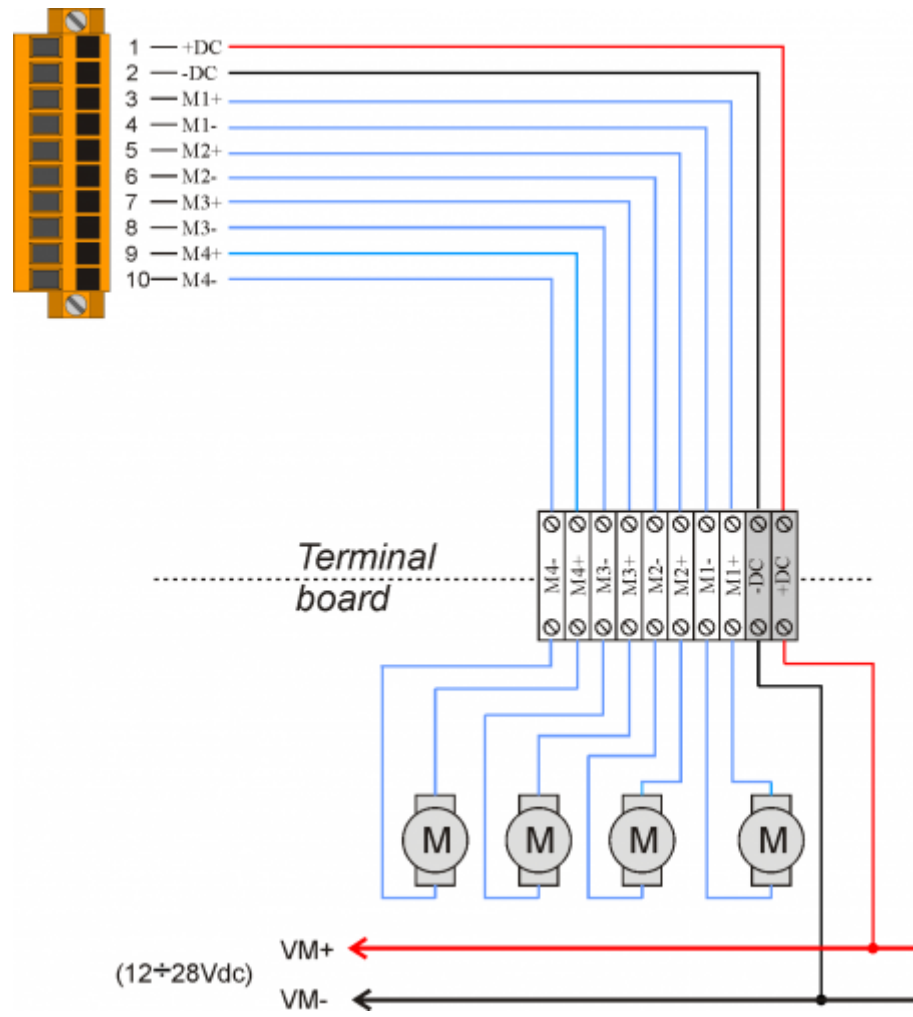 1 +DC
2 -DC
3 M1+
4 M1-
5 M2+
6 M2-
7 M3+
8 M3-
9 M4+
10 M4-
Terminal
board
M4- M4+ M3- M3+ M2- M2+ M1- M1+ -DC +DC
M M M M
VM+
(12÷28Vdc)
VM-